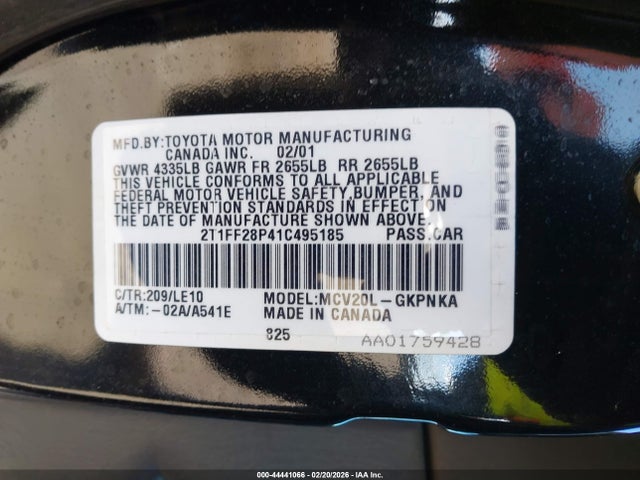 MFD.BY:TOYOTA MOTOR MANUFACTURING
CANADA INC. 02/01
GVWR 4335LB GAWR FR 2655LB RR 2655LB
THIS VEHICLE CONFORMS TO ALL APPLICABLE
FEDERAL MOTOR VEHICLE SAFETY,BUMPER, AND
THEFT PREVENTION STANDARDS IN EFFECT ON
THE DATE OF MANUFACTURE SHOWN ABOVE.
2T1FF28P41C495185 PASS.CAR
C/TR:209/LE10 MODEL:MCV20L-GKPNKA
A/TM:-02A/A541E MADE IN CANADA
825
AA01759428
000-44441066 - 02/20/2026 - IAA Inc.